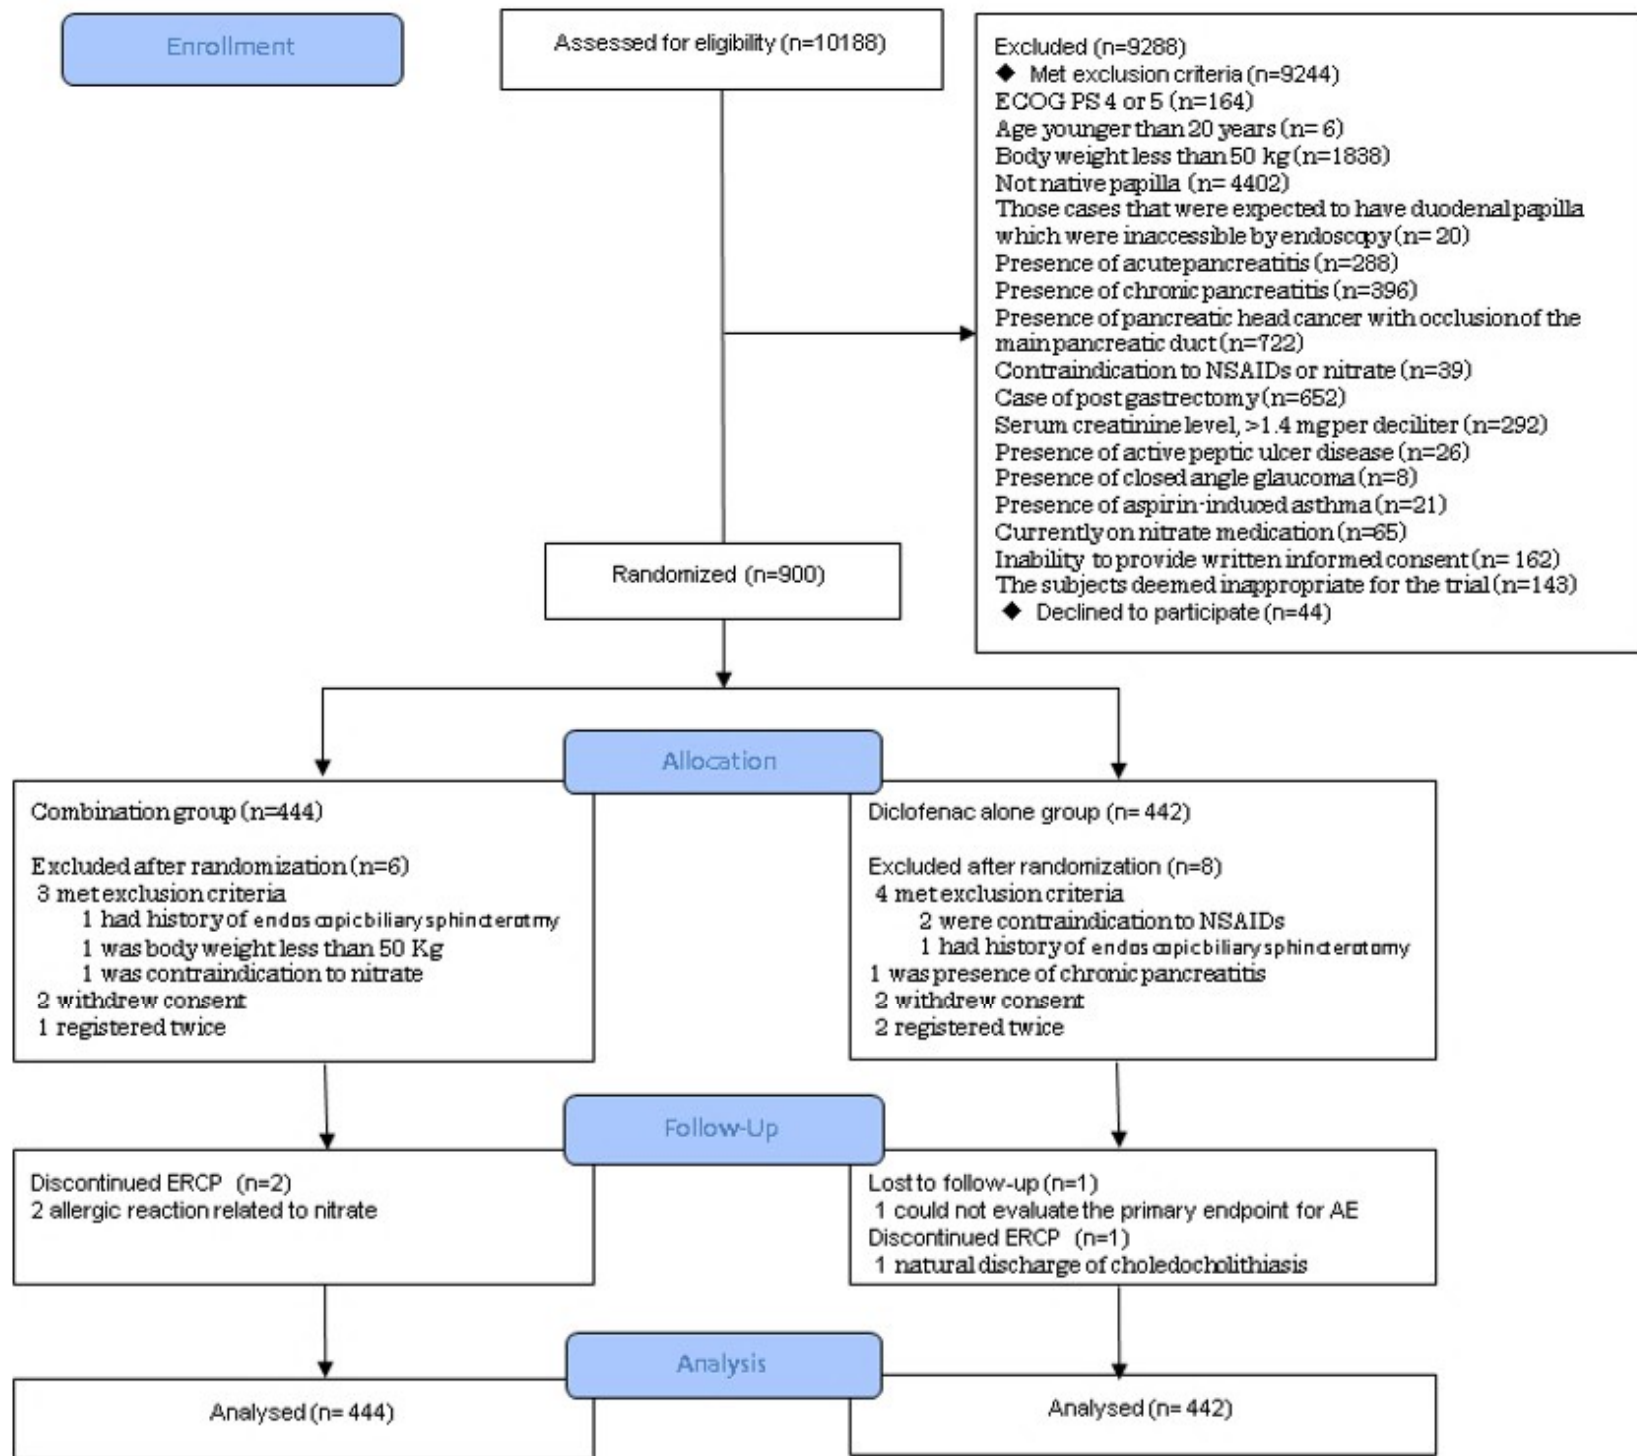 Enrollment
Assessed for eligibility (n=10188)
Excluded (n=9288)
◆ Met exclusion criteria (n=9244)
ECOG PS 4 or 5 (n=164)
Age younger than 20 years (n= 6)
Body weight less than 50 kg (n=1838)
Not native papilla (n= 4402)
Those cases that were expected to have duodenal papilla
which were inaccessible by endoscopy (n= 20)
Presence of acute pancreatitis (n=288)
Presence of chronic pancreatitis (n=396)
Presence of pancreatic head cancer with occlusion of the
main pancreatic duct (n=722)
Contraindication to NSAIDs or nitrate (n=39)
Case of post gastrectomy (n=652)
Serum creatinine level, >1.4 mg per deciliter (n=292)
Presence of active peptic ulcer disease (n=26)
Presence of closed angle glaucoma (n=8)
Presence of aspirin-induced asthma (n=21)
Currently on nitrate medication (n=65)
Inability to provide written informed consent (n= 162)
The subjects deemed inappropriate for the trial (n=143)
◆ Declined to participate (n=44)
Randomized (n=900)
Allocation
Combination group (n=444)
Excluded after randomization (n=6)
3 met exclusion criteria
1 had history of endoscopic biliary sphincterotmy
1 was body weight less than 50 Kg
1 was contraindication to nitrate
2 withdrew consent
1 registered twice
Diclofenac alone group (n= 442)
Excluded after randomization (n=8)
4 met exclusion criteria
2 were contraindication to NSAIDs
1 had history of endoscopic biliary sphincterotomy
1 was presence of chronic pancreatitis
2 withdrew consent
2 registered twice
Follow-Up
Discontinued ERCP (n=2)
2 allergic reaction related to nitrate
Lost to follow-up (n=1)
1 could not evaluate the primary endpoint for AE
Discontinued ERCP (n=1)
1 natural discharge of choledocholithiasis
Analysis
Analysed (n= 444)
Analysed (n= 442)